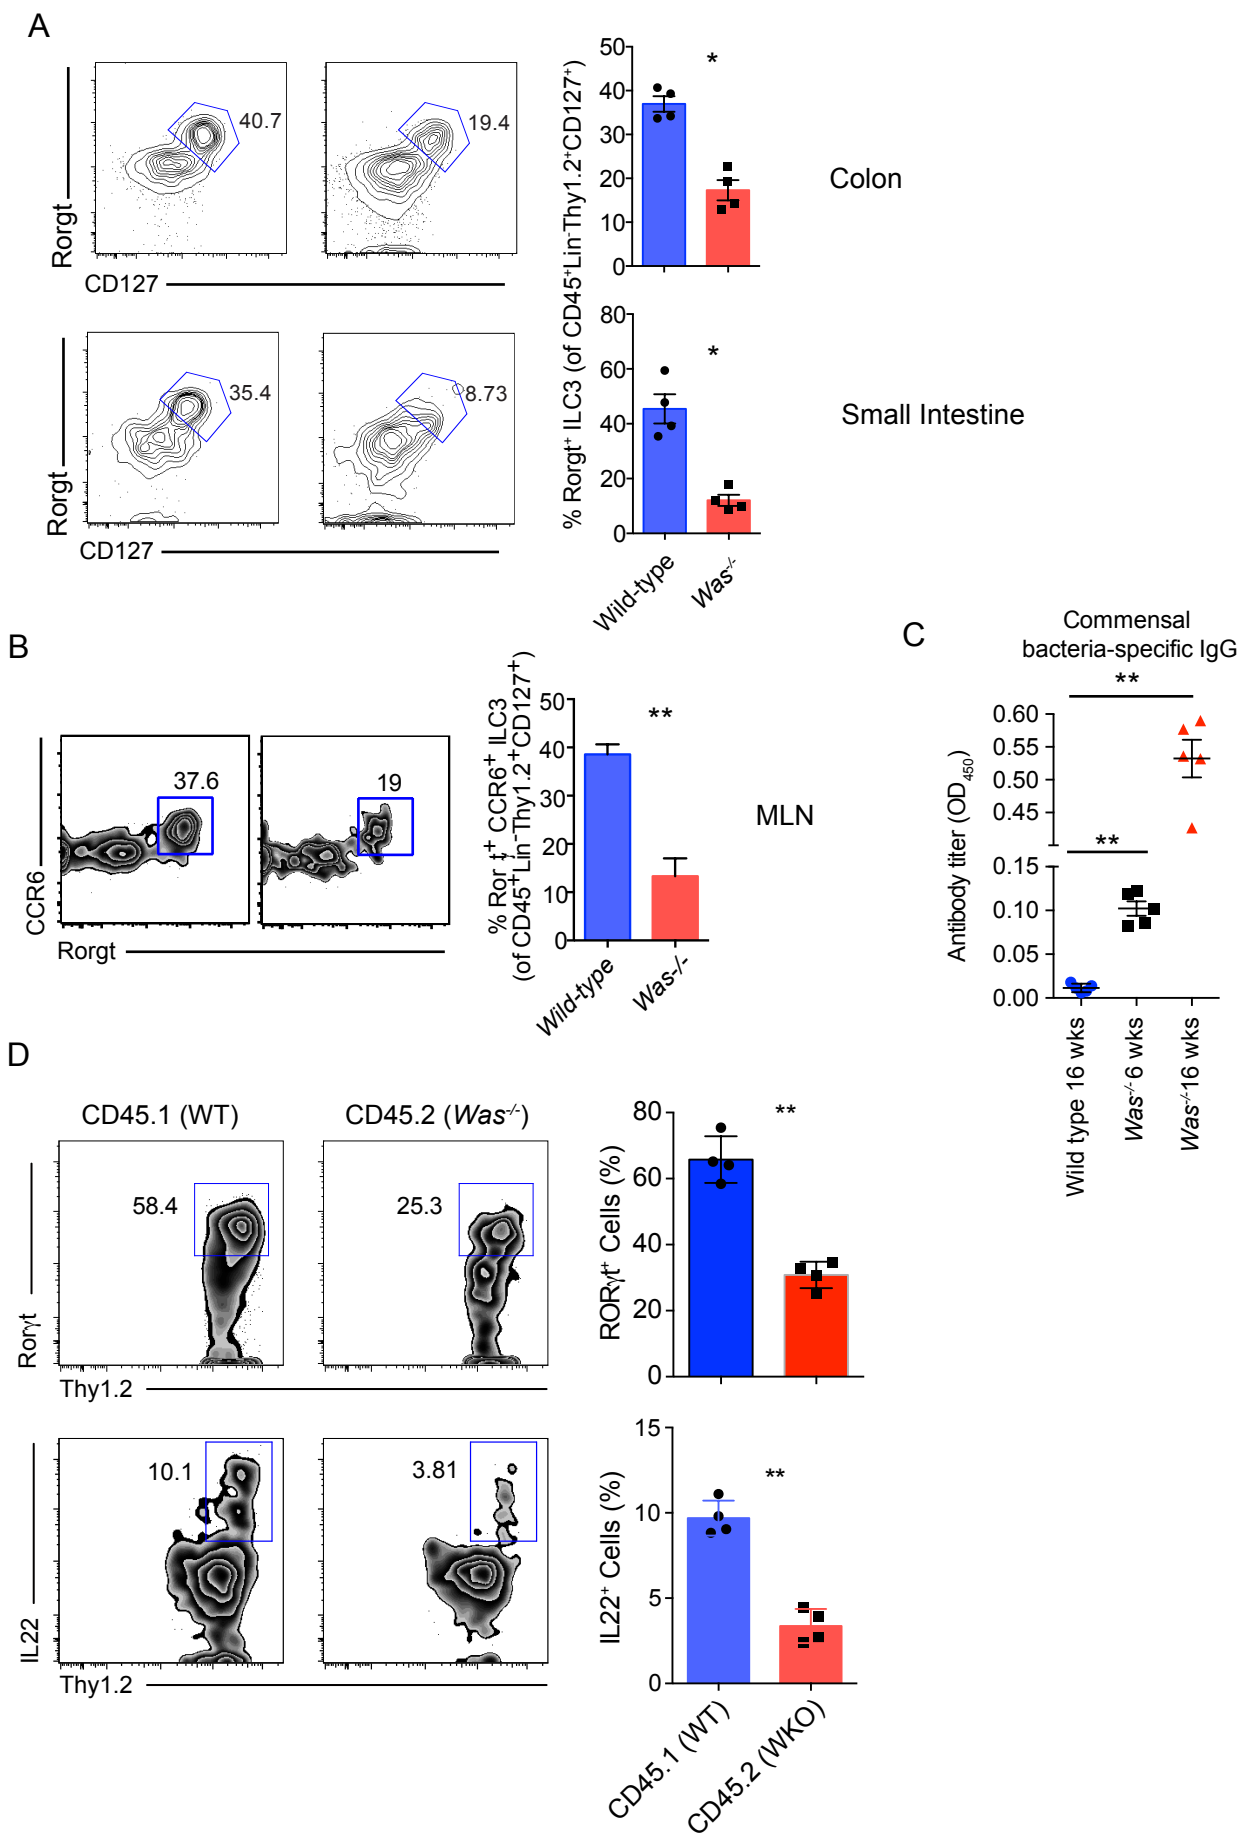 A
Rorgt
40.7
19.4
CD127
Rorgt
35.4
8.73
CD127
% Rorgt⁺ ILC3 (of CD45⁺Lin⁻Thy1.2⁺CD127⁺)
50
40
30
20
10
0
*
Colon
80
60
40
20
0
*
Small Intestine
Wild-type
Was⁻/⁻
B
CCR6
37.6
19
Rorgt
% Ror t⁺ CCR6⁺ ILC3
(of CD45⁺Lin⁻Thy1.2⁺CD127⁺)
50
40
30
20
10
0
**
MLN
Wild-type
Was-/-
C
Commensal
bacteria-specific IgG
**
**
Antibody titer (OD₄₅₀)
0.60
0.55
0.50
0.45
0.15
0.10
0.05
0.00
Wild type 16 wks
Was⁻/⁻ 6 wks
Was⁻/⁻16 wks
D
CD45.1 (WT)
CD45.2 (Was⁻/⁻)
Rorγt
58.4
25.3
Thy1.2
RORγt⁺ Cells (%)
80
60
40
20
0
**
IL22
10.1
3.81
Thy1.2
IL22⁺ Cells (%)
15
10
5
0
**
CD45.1 (WT)
CD45.2 (WKO)